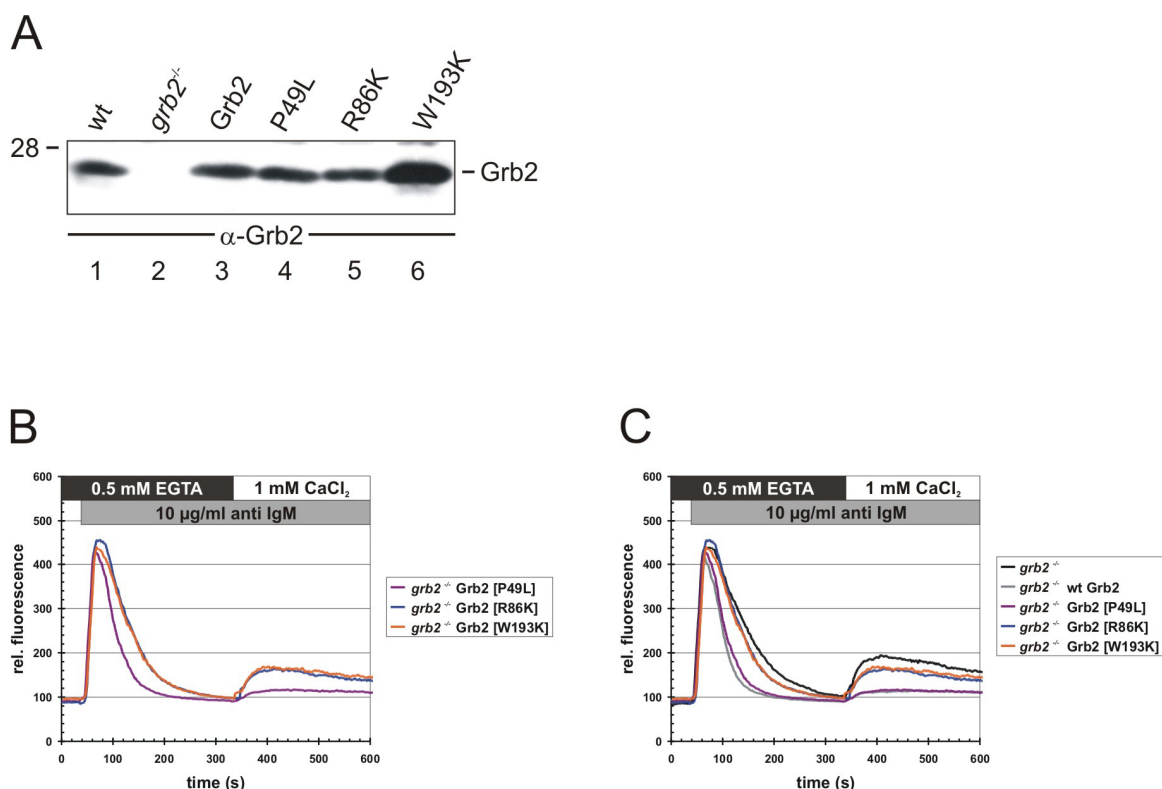 A
wt
grb2-/-
Grb2
P49L
R86K
W193K
28
Grb2
α-Grb2
1 2 3 4 5 6
B
600
500
400
300
200
100
0
rel. fluorescence
0.5 mM EGTA
1 mM CaCl2
10 µg/ml anti IgM
0 100 200 300 400 500 600
time (s)
grb2 -/- Grb2 [P49L]
grb2 -/- Grb2 [R86K]
grb2 -/- Grb2 [W193K]
C
600
500
400
300
200
100
0
rel. fluorescence
0.5 mM EGTA
1 mM CaCl2
10 µg/ml anti IgM
0 100 200 300 400 500 600
time (s)
grb2 -/-
grb2 -/- wt Grb2
grb2 -/- Grb2 [P49L]
grb2 -/- Grb2 [R86K]
grb2 -/- Grb2 [W193K]